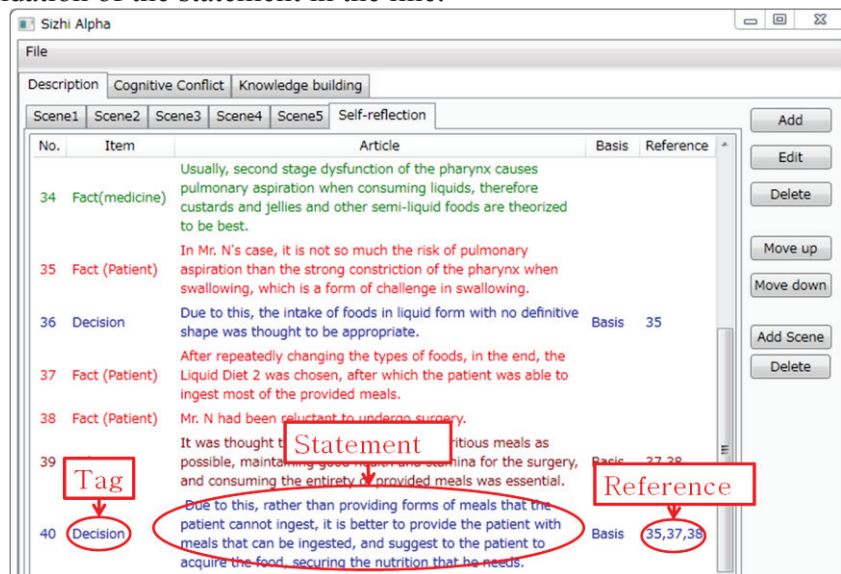 idation of the statement in the line.
Sizhi Alpha
File
Description Cognitive Conflict Knowledge building
Scene1 Scene2 Scene3 Scene4 Scene5 Self-reflection
No. Item Article Basis Reference
Usually, second stage dysfunction of the pharynx causes
34 Fact(medicine) pulmonary aspiration when consuming liquids, therefore
custards and jellies and other semi-liquid foods are theorized
to be best.
In Mr. N's case, it is not so much the risk of pulmonary
35 Fact (Patient) aspiration than the strong constriction of the pharynx when
swallowing, which is a form of challenge in swallowing.
36 Decision Due to this, the intake of foods in liquid form with no definitive Basis 35
shape was thought to be appropriate.
After repeatedly changing the types of foods, in the end, the
37 Fact (Patient) Liquid Diet 2 was chosen, after which the patient was able to
ingest most of the provided meals.
38 Fact (Patient) Mr. N had been reluctant to undergo surgery.
It was thought meals as
39 possible, Basis 37,38
and consuming the entirety provided meals was essential.
Due to this, rather than providing forms of meals that the
40 Decision patient cannot ingest, it is better to provide the patient with Basis 35,37,38
meals that can be ingested, and suggest to the patient to
acquire the food, securing the nutrition that he needs.
Add
Edit
Delete
Move up
Move down
Add Scene
Delete
Statement
Tag
Reference